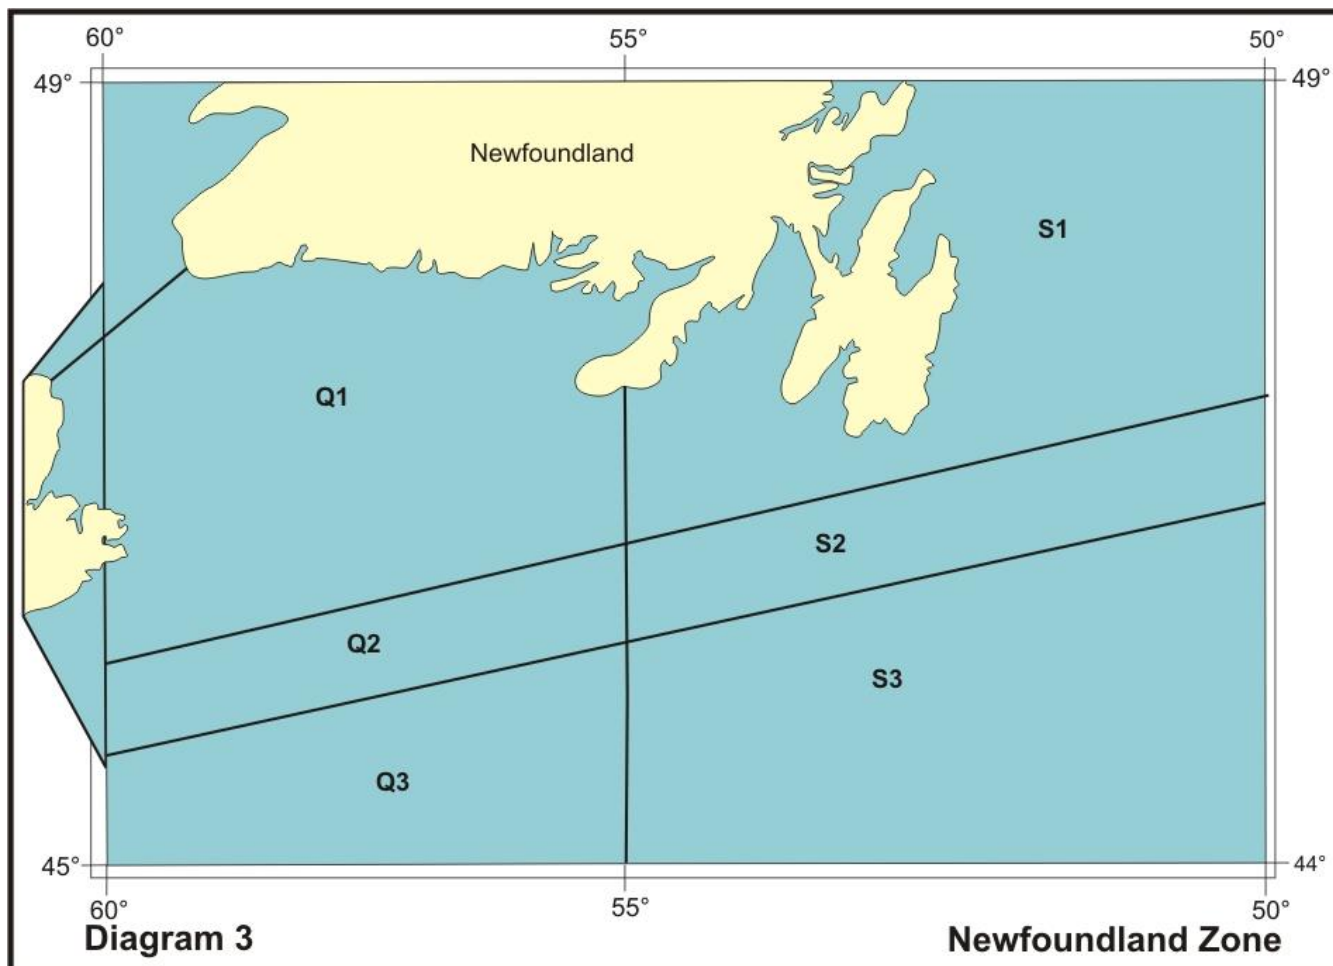 60° 55° 50°
49° 49°
Newfoundland
S1
Q1
S2
Q2
S3
Q3
45° 44°
60° 55° 50°
Diagram 3 Newfoundland Zone